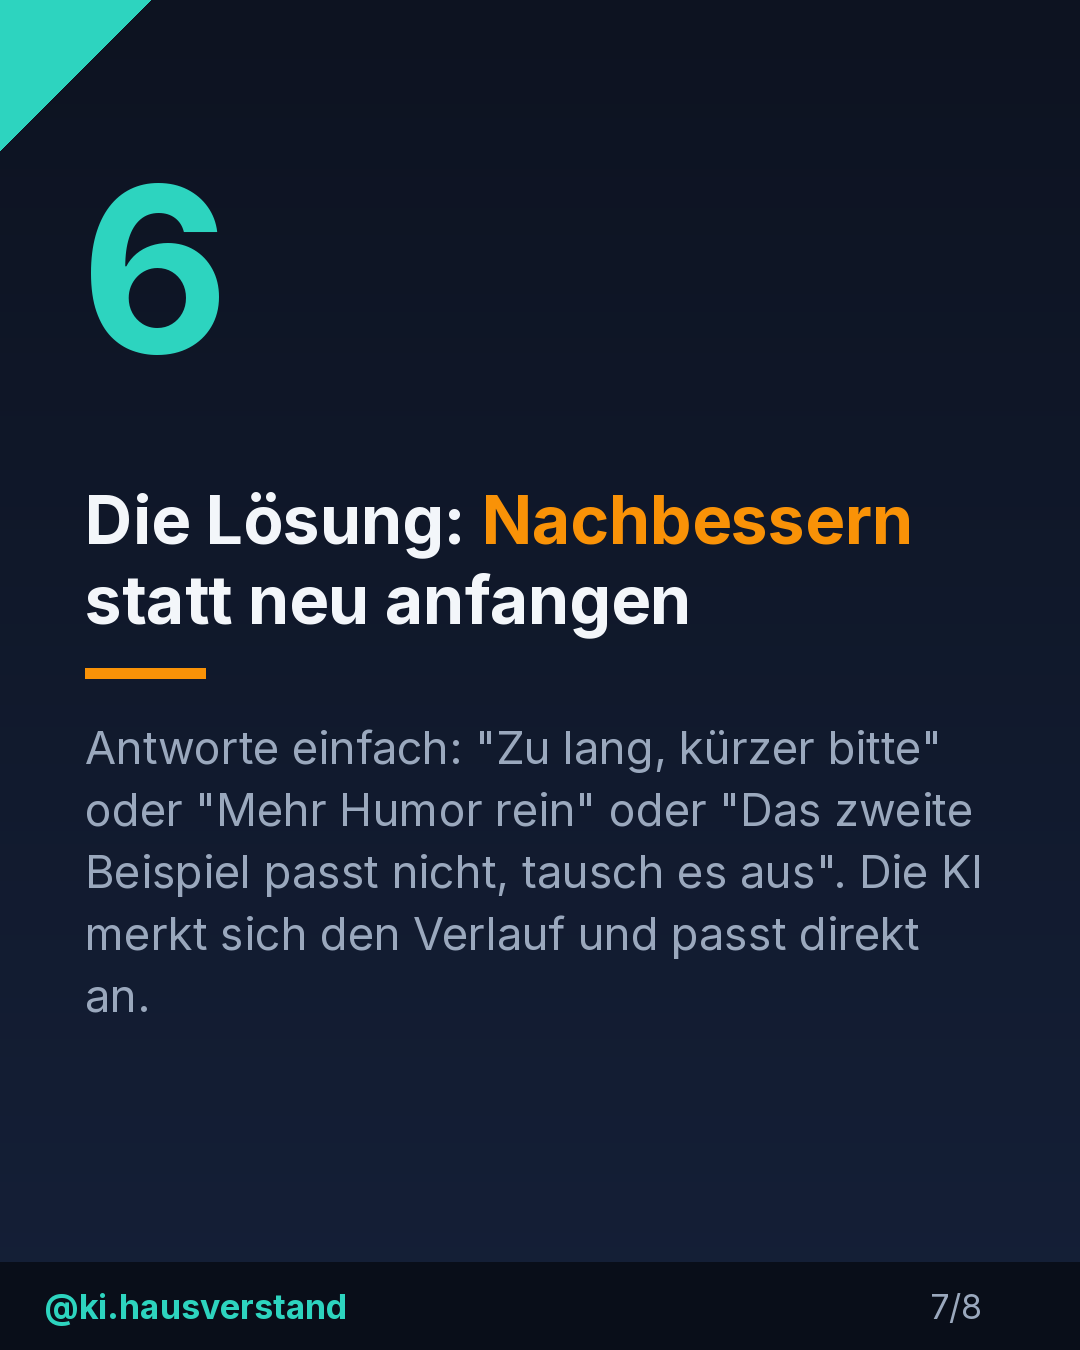 6
Die Lösung: Nachbessern
statt neu anfangen
Antworte einfach: "Zu lang, kürzer bitte"
oder "Mehr Humor rein" oder "Das zweite
Beispiel passt nicht, tausch es aus". Die KI
merkt sich den Verlauf und passt direkt
an.
@ki.hausverstand
7/8